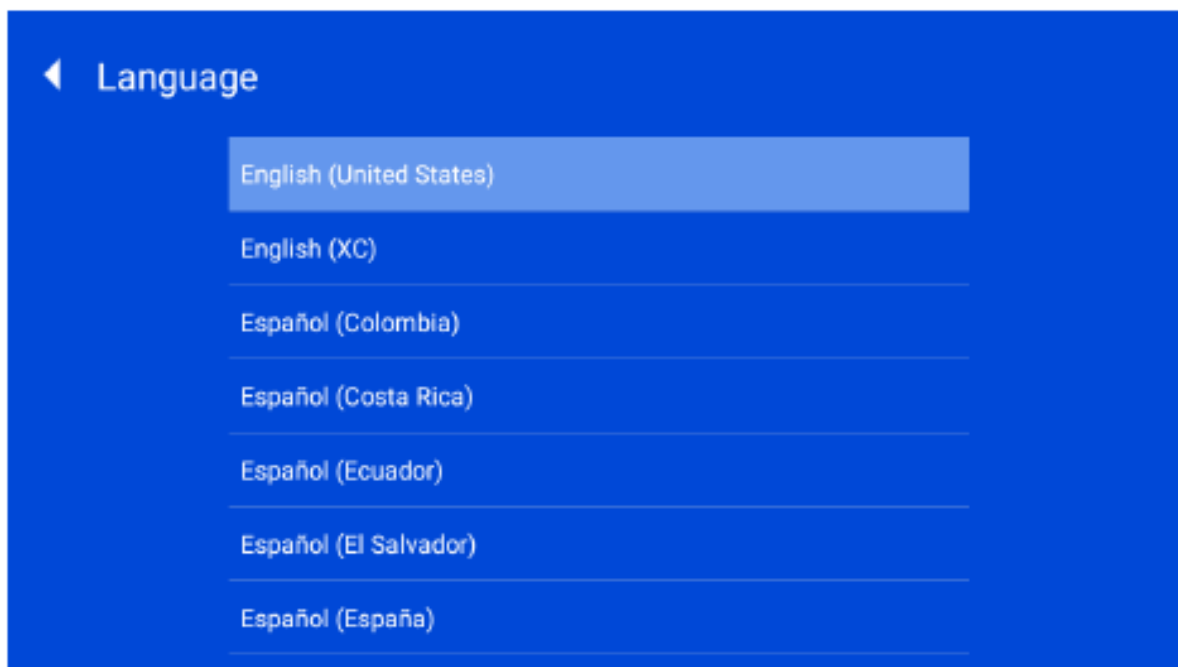 Language
English (United States)
English (XC)
Español (Colombia)
Español (Costa Rica)
Español (Ecuador)
Español (El Salvador)
Español (España)